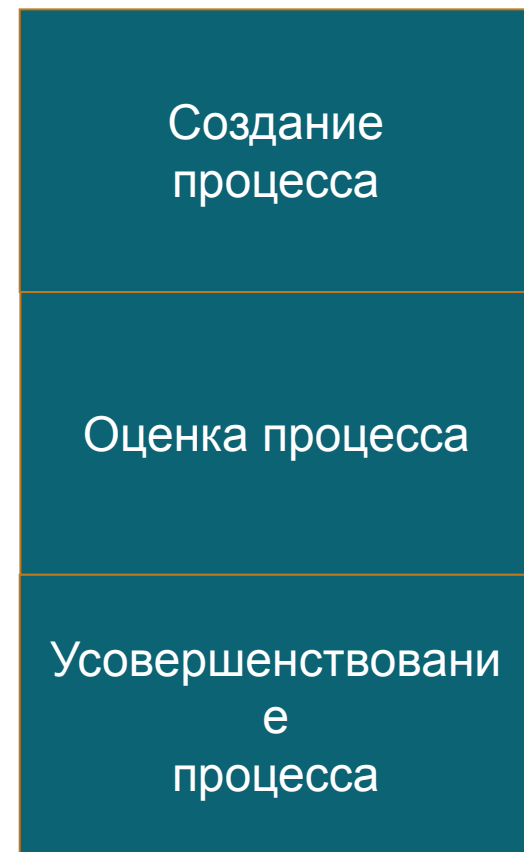 Создание
процесса
Оценка процесса
Усовершенствовани
е
процесса